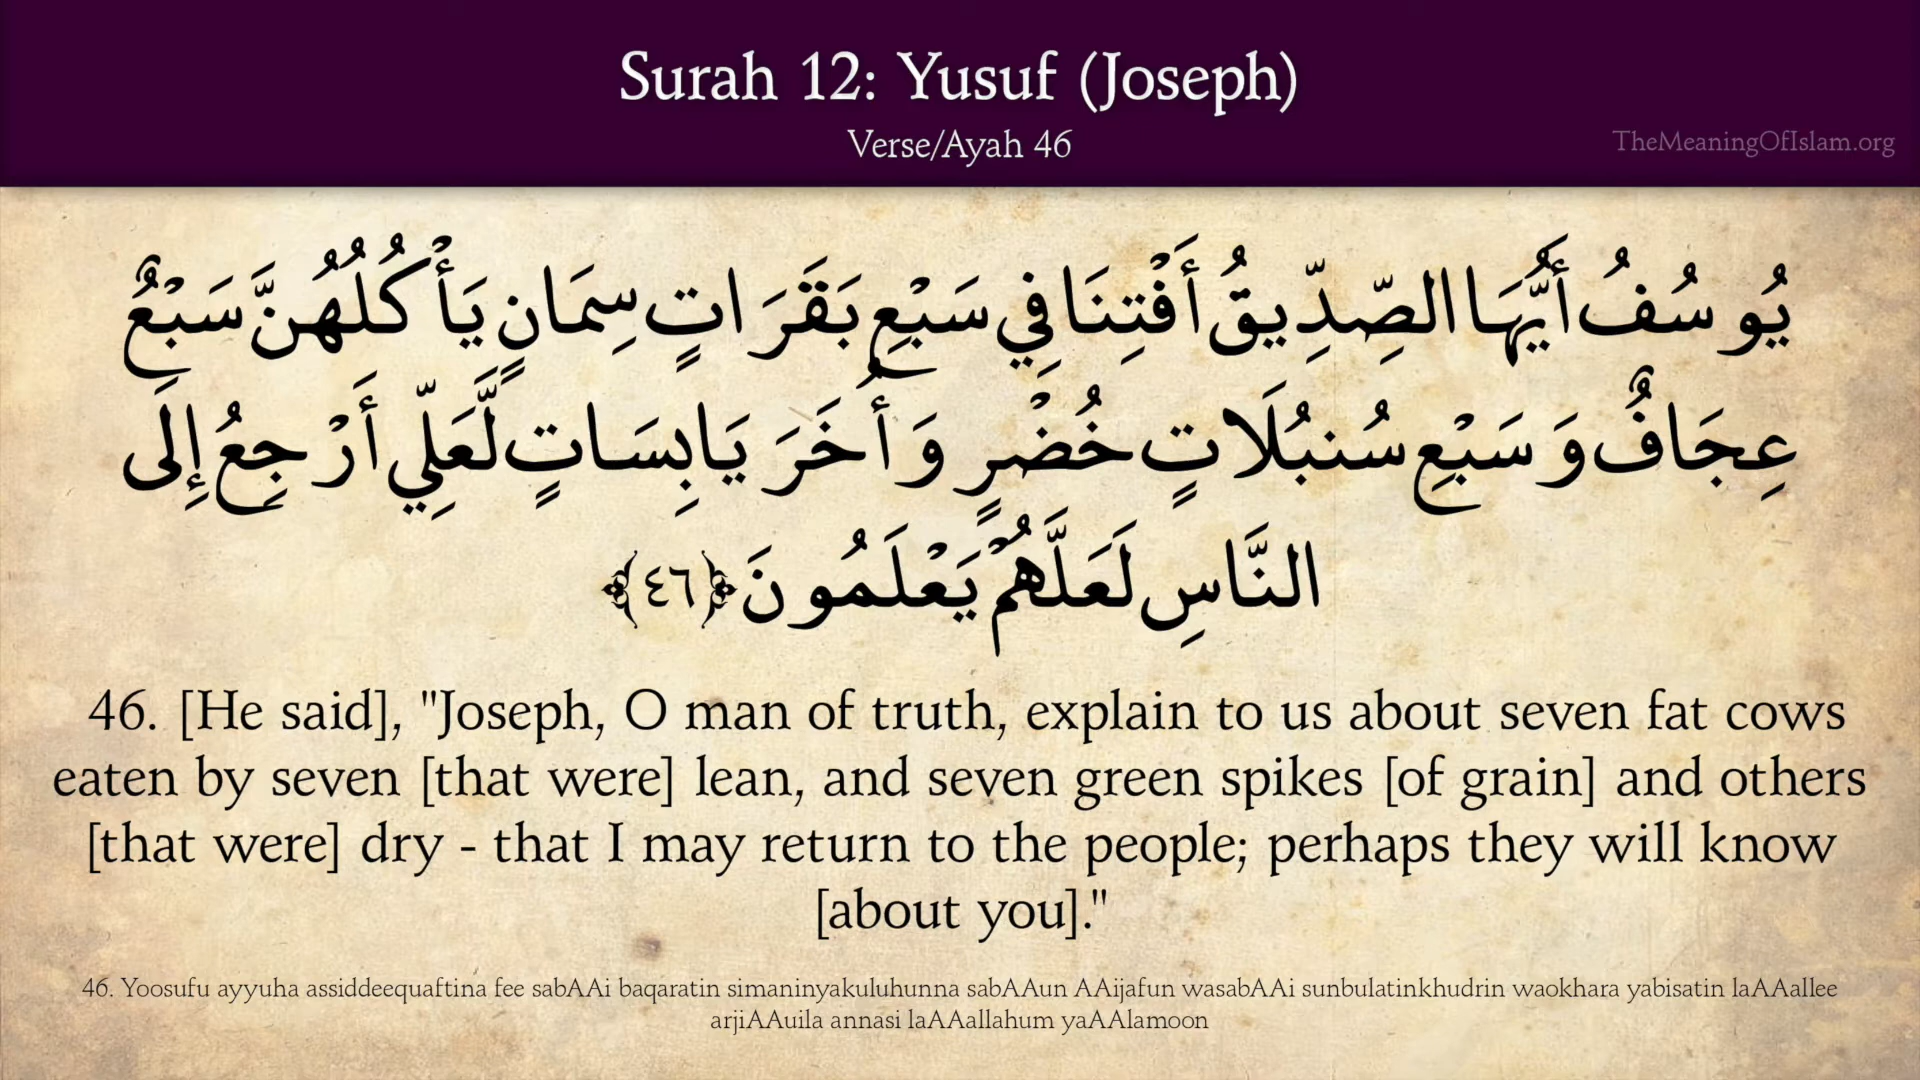 Surah 12: Yusuf (Joseph)
Verse/Ayah 46
TheMeaningOfIslam.org
يُوسُفُ أَيُّهَا الصِّدِّيقُ أَفْتِنَا فِي سَبْعِ بَقَرَاتٍ سِمَانٍ يَأْكُلُهُنَّ سَبْعٌ
عِجَافٌ وَسَبْعِ سُنبُلَاتٍ خُضْرٍ وَأُخَرَ يَابِسَاتٍ لَّعَلِّي أَرْجِعُ إِلَى
النَّاسِ لَعَلَّهُمْ يَعْلَمُونَ ﴿٤٦﴾
46. [He said], "Joseph, O man of truth, explain to us about seven fat cows
eaten by seven [that were] lean, and seven green spikes [of grain] and others
[that were] dry - that I may return to the people; perhaps they will know
[about you]."
46. Yoosufu ayyuha assiddeequaftina fee sabAAi baqaratin simaninyakuluhunna sabAAun AAijafun wasabAAi sunbulatinkhudrin waokhara yabisatin laAAallee
arjiAAuila annasi laAAallahum yaAAlamoon